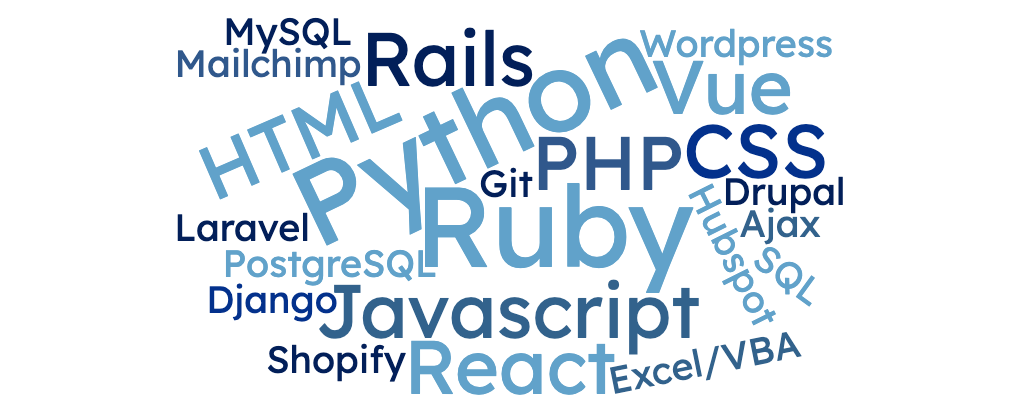 MySQL
Mailchimp
Rails
Wordpress
Vue
HTML
Python
PHP
CSS
Git
Drupal
Ruby
Hubspot
Ajax
Laravel
PostgreSQL
SQL
Django
Javascript
Shopify
React
Excel/VBA